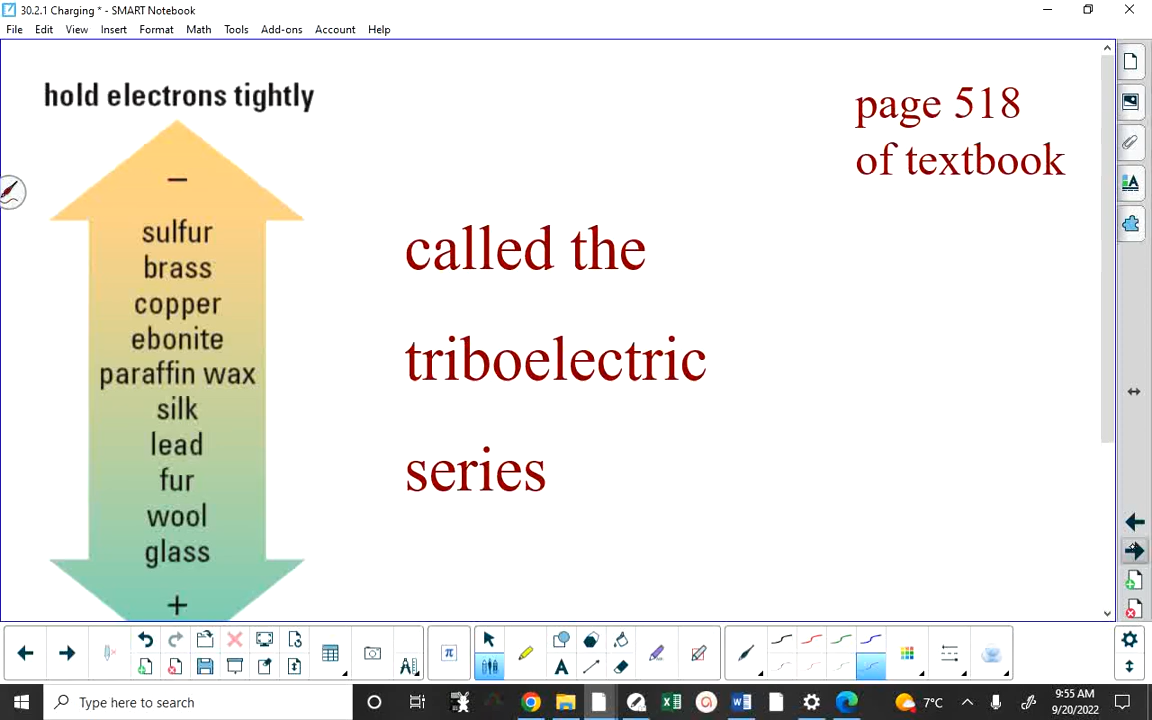 30.2.1 Charging * - SMART Notebook
File Edit View Insert Format Math Tools Add-ons Account Help
hold electrons tightly
−
sulfur
brass
copper
ebonite
paraffin wax
silk
lead
fur
wool
glass
+
page 518
of textbook
called the
triboelectric
series
π
A
Type here to search
7°C
9:55 AM
9/20/2022